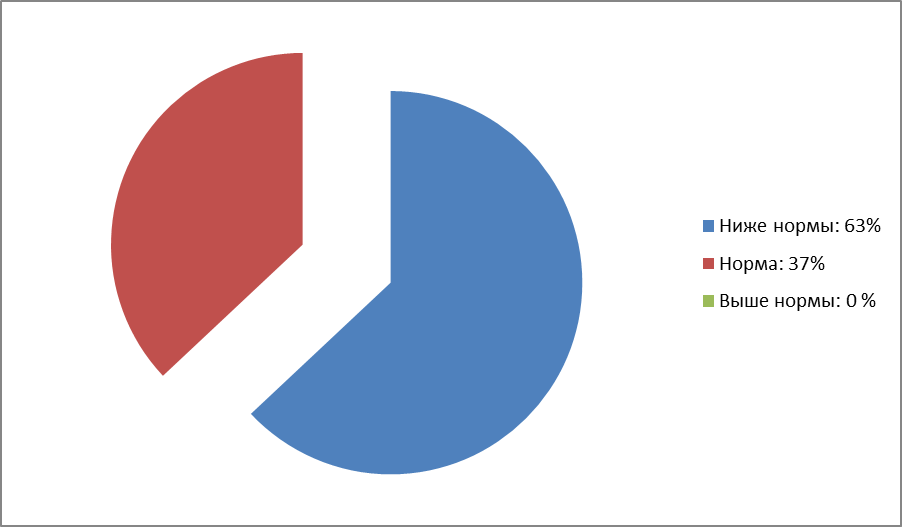 Ниже нормы: 63%
Норма: 37%
Выше нормы: 0 %